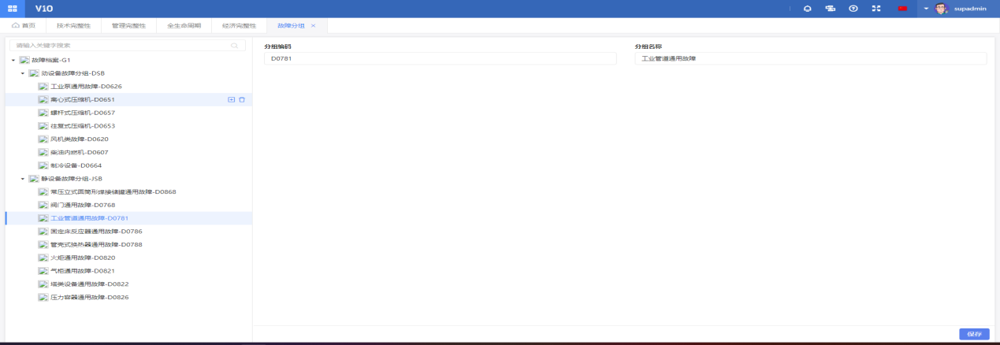 V10
supadmin
首页 技术完整性 管理完整性 全生命周期 经济完整性 故障分组 ×
请输入关键字搜索
故障档案-G1
动设备故障分组-DSB
工业泵通用故障-D0626
离心式压缩机-D0651
螺杆式压缩机-D0657
往复式压缩机-D0653
风机类故障-D0620
柴油内燃机-D0607
制冷设备-D0664
静设备故障分组-JSB
常压立式圆筒形焊接储罐通用故障-D0868
阀门通用故障-D0768
工业管道通用故障-D0781
固定床反应器通用故障-D0786
管壳式换热器通用故障-D0788
火炬通用故障-D0820
气柜通用故障-D0821
塔类设备通用故障-D0822
压力容器通用故障-D0826
分组编码
D0781
分组名称
工业管道通用故障
保存